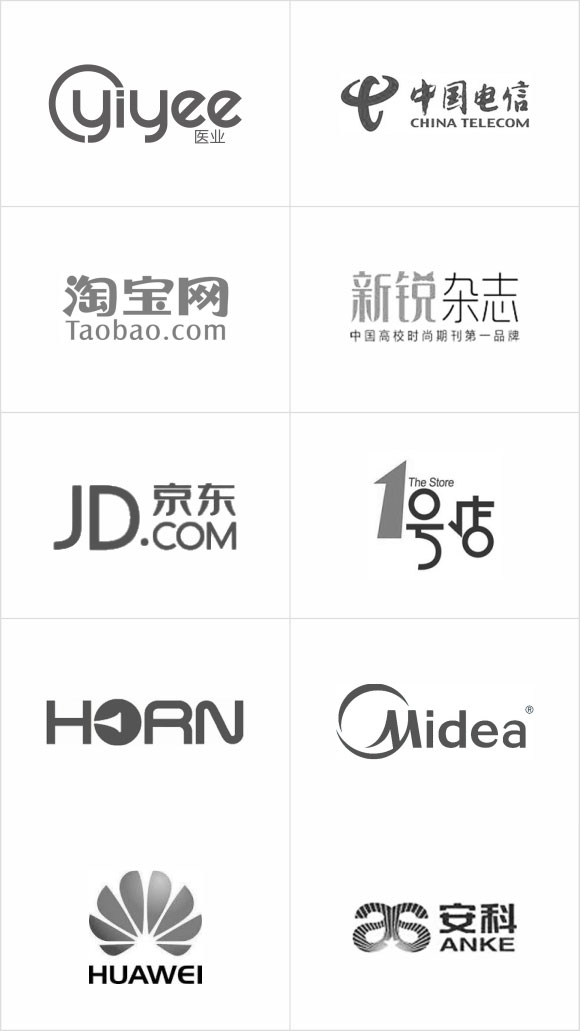 yiyee
医业
中国电信
CHINA TELECOM
淘宝网
Taobao.com
新锐杂志
中国高校时尚期刊第一品牌
JD.京东
.COM
The Store
1号店
HORN
Midea®
HUAWEI
安科
ANKE